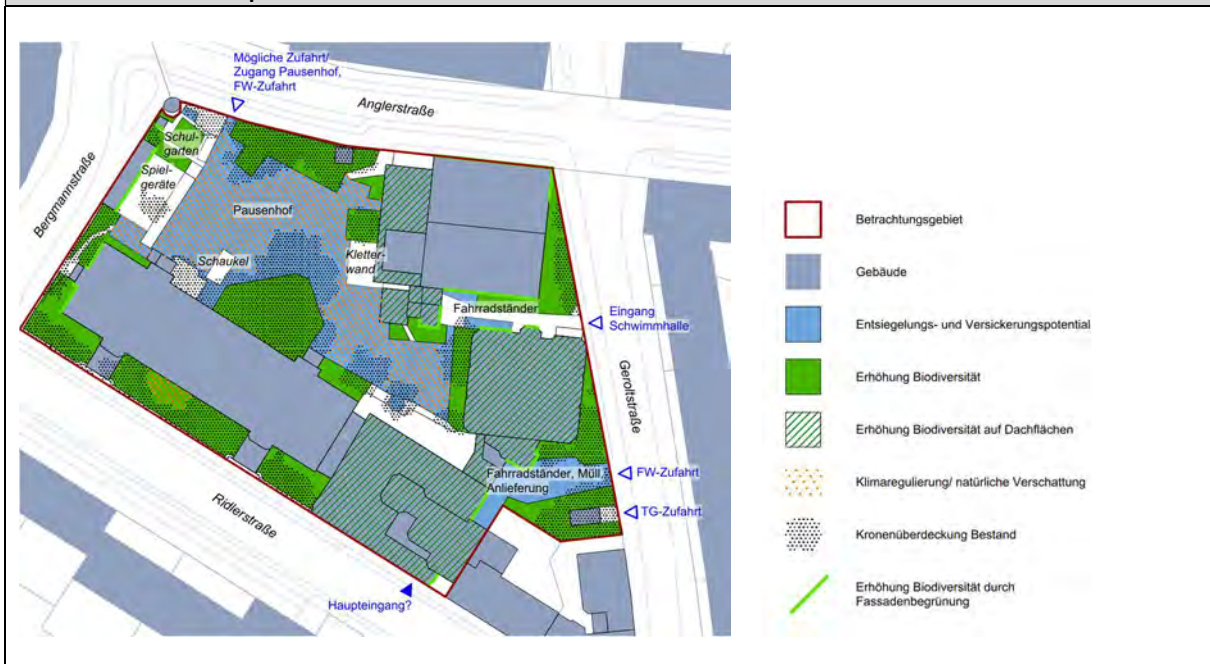 Mögliche Zufahrt/
Zugang Pausenhof,
FW-Zufahrt
Anglerstraße
Bergmannstraße
Schul-
garten
Spiel-
geräte
Pausenhof
Schaukel
Kletter-
wand
Fahrradständer
Eingang
Schwimmhalle
Geroltstraße
Fahrradständer, Müll,
Anlieferung
FW-Zufahrt
TG-Zufahrt
Ridlerstraße
Haupteingang?
Betrachtungsgebiet
Gebäude
Entsiegelungs- und Versickerungspotential
Erhöhung Biodiversität
Erhöhung Biodiversität auf Dachflächen
Klimaregulierung/ natürliche Verschattung
Kronenüberdeckung Bestand
Erhöhung Biodiversität durch
Fassadenbegrünung